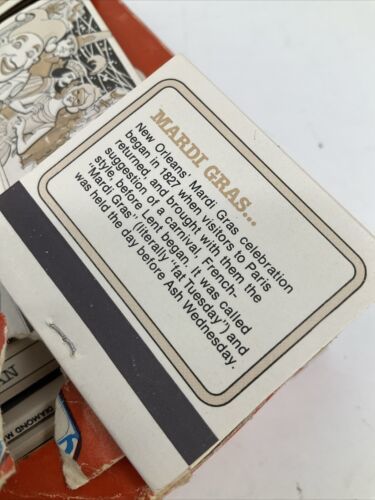 MARDI GRAS...
New Orleans' Mardi Gras celebration
began in 1827 when visitors to Paris
returned, and brought with them the
suggestion of a carnival, French-
style, before Lent began. It was called
"Mardi Gras" (literally "fat Tuesday") and
was held the day before Ash Wednesday.
DIAMOND M